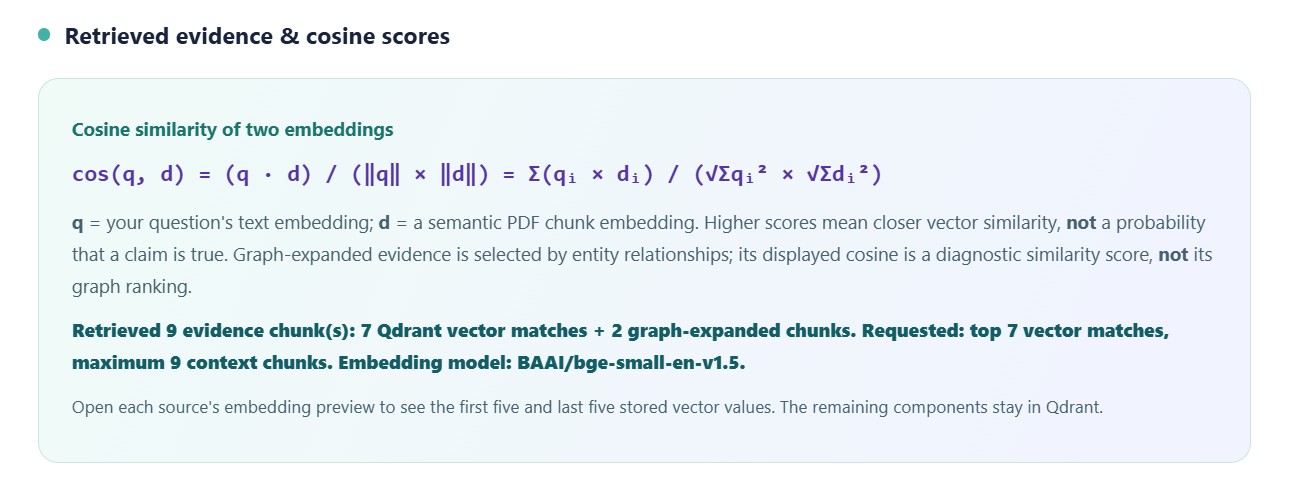 Retrieved evidence & cosine scores
Cosine similarity of two embeddings
cos(q, d) = (q · d) / (‖q‖ × ‖d‖) = Σ(qᵢ × dᵢ) / (√Σqᵢ² × √Σdᵢ²)
q = your question's text embedding; d = a semantic PDF chunk embedding. Higher scores mean closer vector similarity, not a probability
that a claim is true. Graph-expanded evidence is selected by entity relationships; its displayed cosine is a diagnostic similarity score, not its
graph ranking.
Retrieved 9 evidence chunk(s): 7 Qdrant vector matches + 2 graph-expanded chunks. Requested: top 7 vector matches,
maximum 9 context chunks. Embedding model: BAAI/bge-small-en-v1.5.
Open each source's embedding preview to see the first five and last five stored vector values. The remaining components stay in Qdrant.